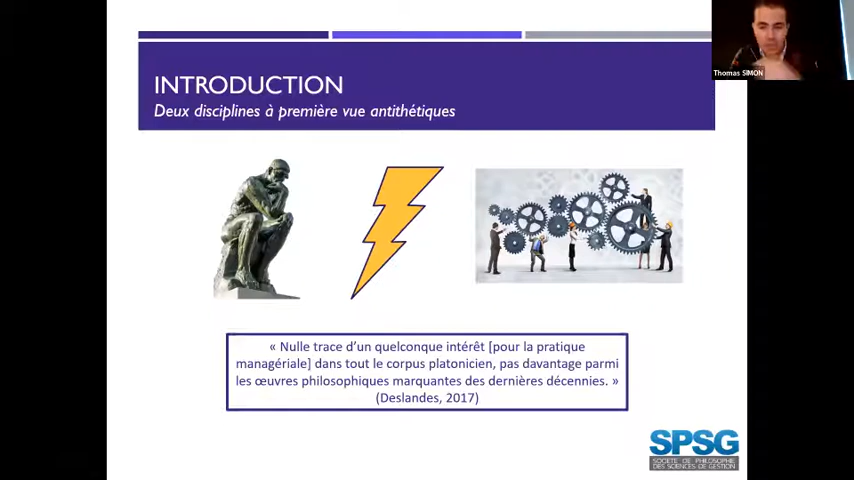 Thomas SIMON
INTRODUCTION
Deux disciplines à première vue antithétiques
« Nulle trace d'un quelconque intérêt [pour la pratique
managériale] dans tout le corpus platonicien, pas davantage parmi
les œuvres philosophiques marquantes des dernières décennies. »
(Deslandes, 2017)
SPSG
SOCIÉTÉ DE PHILOSOPHIE
DES SCIENCES DE GESTION